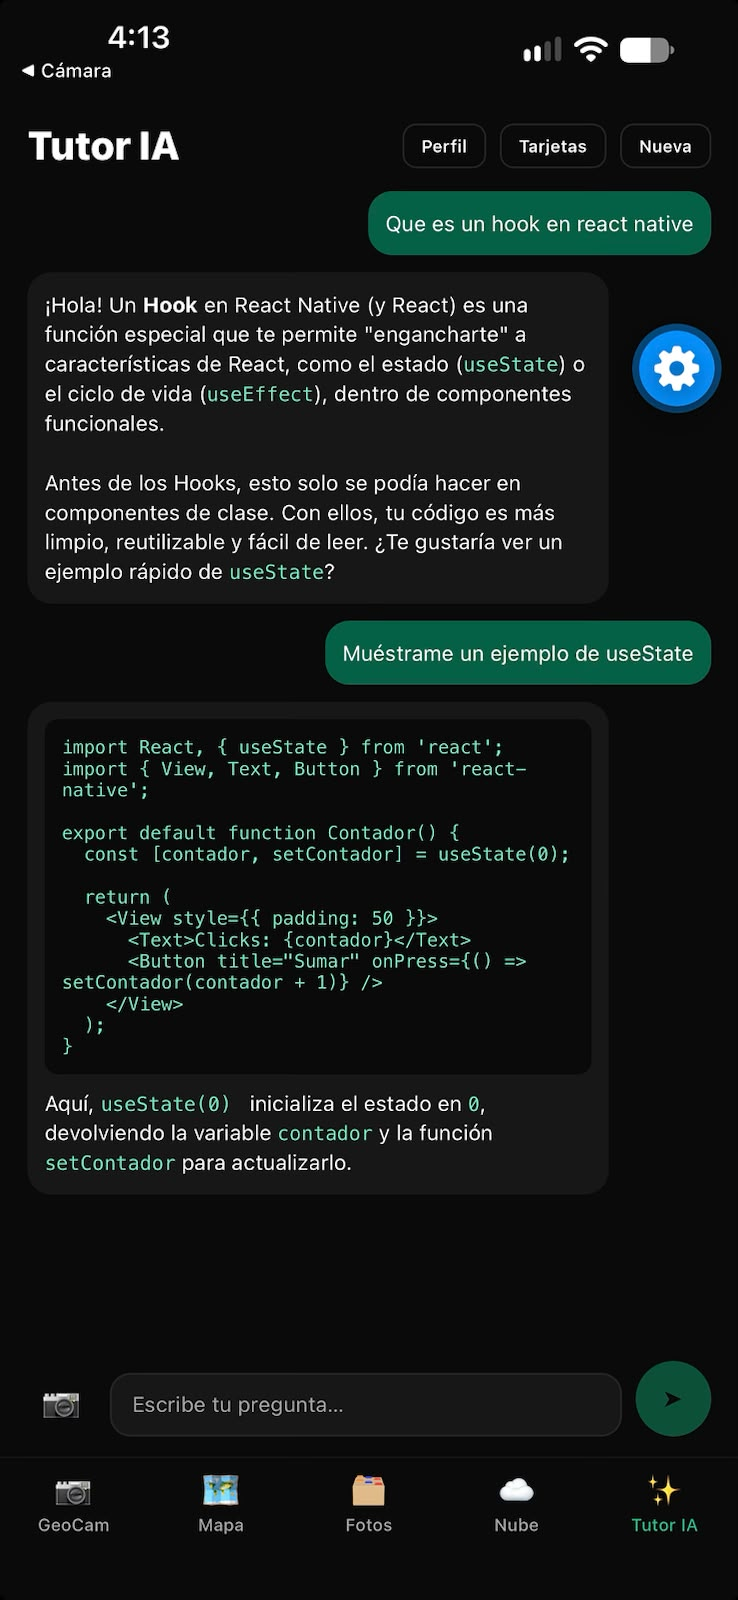 4:13
◀ Cámara
Tutor IA
Perfil
Tarjetas
Nueva
Que es un hook en react native
¡Hola! Un Hook en React Native (y React) es una
función especial que te permite "engancharte" a
características de React, como el estado (useState) o
el ciclo de vida (useEffect), dentro de componentes
funcionales.
Antes de los Hooks, esto solo se podía hacer en
componentes de clase. Con ellos, tu código es más
limpio, reutilizable y fácil de leer. ¿Te gustaría ver un
ejemplo rápido de useState?
Muéstrame un ejemplo de useState
import React, { useState } from 'react';
import { View, Text, Button } from 'react-
native';
export default function Contador() {
  const [contador, setContador] = useState(0);
  return (
    <View style={{ padding: 50 }}>
      <Text>Clicks: {contador}</Text>
      <Button title="Sumar" onPress={() =>
setContador(contador + 1)} />
    </View>
  );
}
Aquí, useState(0) inicializa el estado en 0,
devolviendo la variable contador y la función
setContador para actualizarlo.
Escribe tu pregunta...
GeoCam
Mapa
Fotos
Nube
Tutor IA